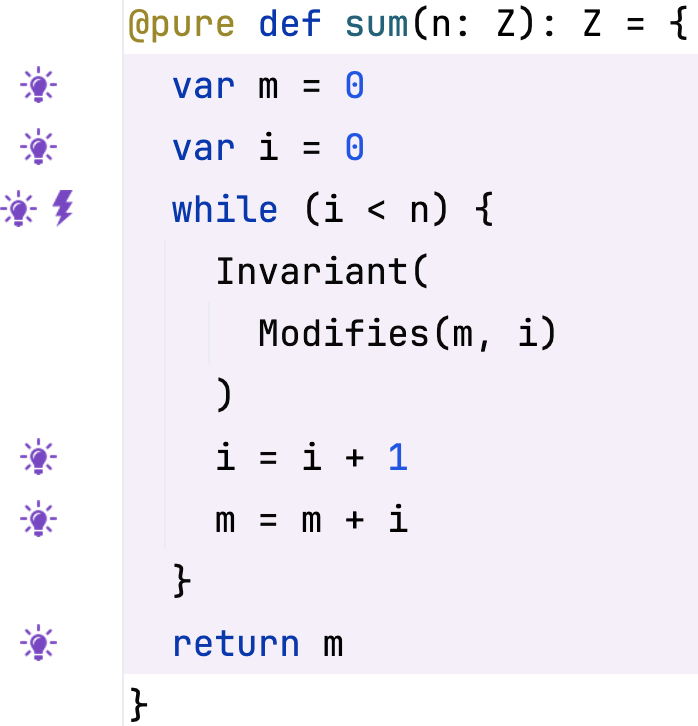 @pure def sum(n: Z): Z = {
  var m = 0
  var i = 0
  while (i < n) {
    Invariant(
      Modifies(m, i)
    )
    i = i + 1
    m = m + i
  }
  return m
}